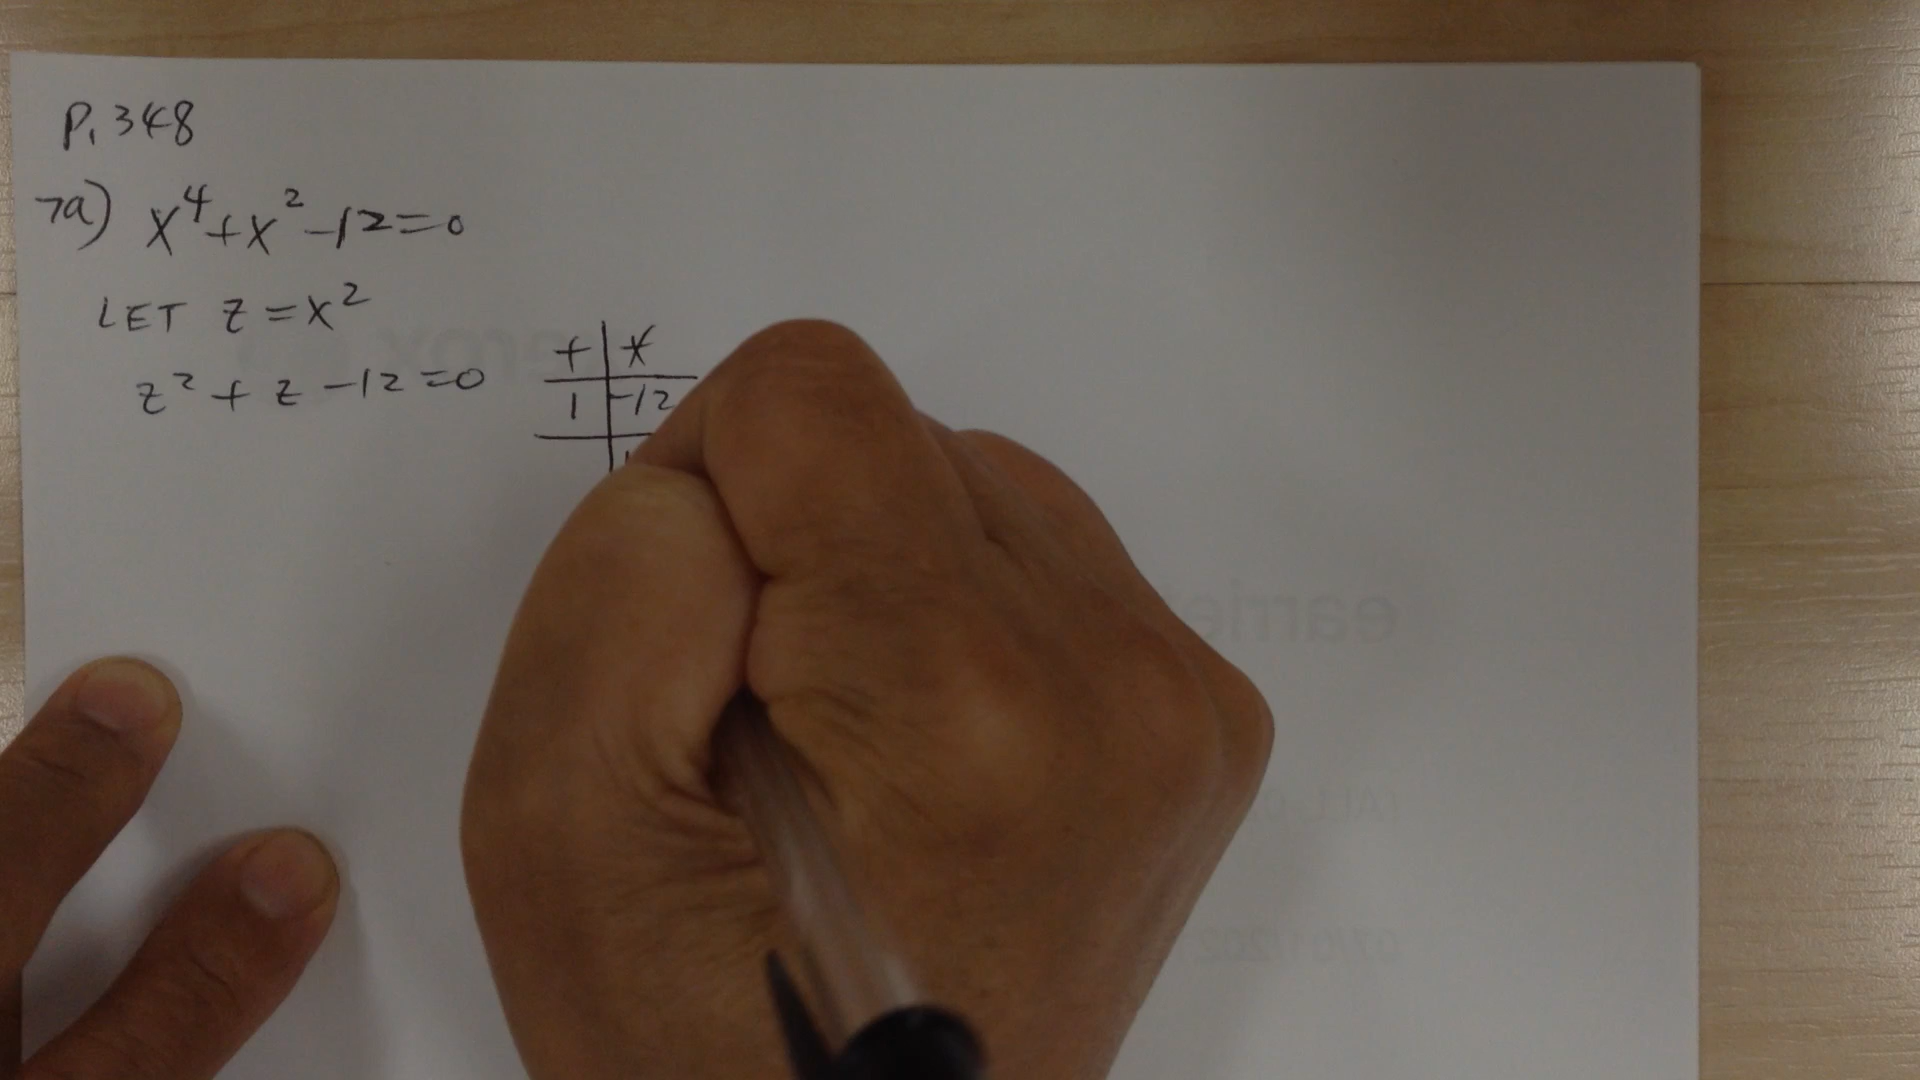 P. 348
7a) x⁴+x²-12=0
LET z=x²
z²+z-12=0
+ | ×
1 | -12